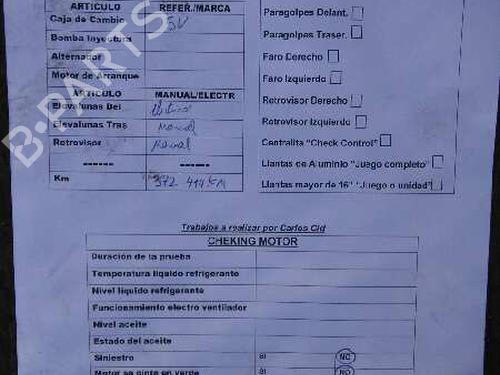 ARTICULO REFER./MARCA
Caja de Cambio 5V
Bomba Inyectora
Alternador
Motor de Arranque
ARTICULO MANUAL/ELECTR
Elevalunas Del
Elevalunas Tras Manual
Retrovisor Manual
------ ------
Km 372 414 KM
Paragolpes Delant.
Paragolpes Traser.
Faro Derecho
Faro Izquierdo
Retrovisor Derecho
Retrovisor Izquierdo
Centralita "Check Control"
Llantas de Aluminio "Juego completo"
Llantas mayor de 16" "Juego o unidad"
Trabajos a realizar por Carlos Cid
CHEKING MOTOR
Duración de la prueba
Temperatura líquido refrigerante
Nivel líquido refrigerante
Funcionamiento electro ventilador
Nivel aceite
Estado del aceite
Siniestro SI NO
Motor se pinta en verde SI NO
B-PARTS